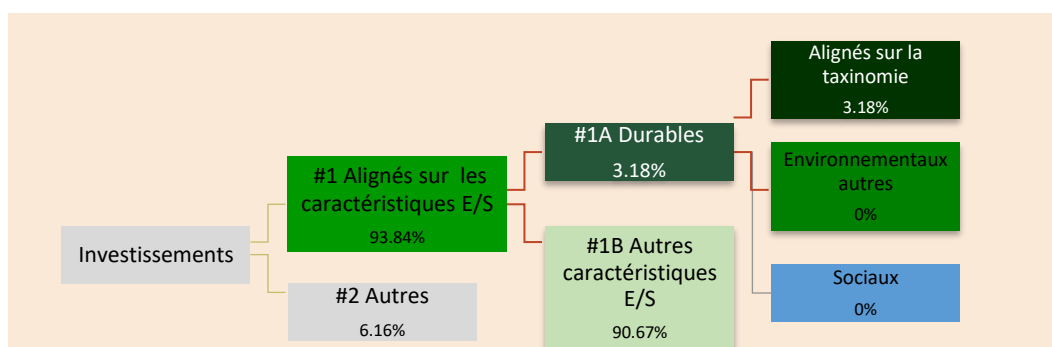 Investissements
#1 Alignés sur les
caractéristiques E/S
93.84%
#2 Autres
6.16%
#1A Durables
3.18%
#1B Autres
caractéristiques
E/S
90.67%
Alignés sur la
taxinomie
3.18%
Environnementaux
autres
0%
Sociaux
0%